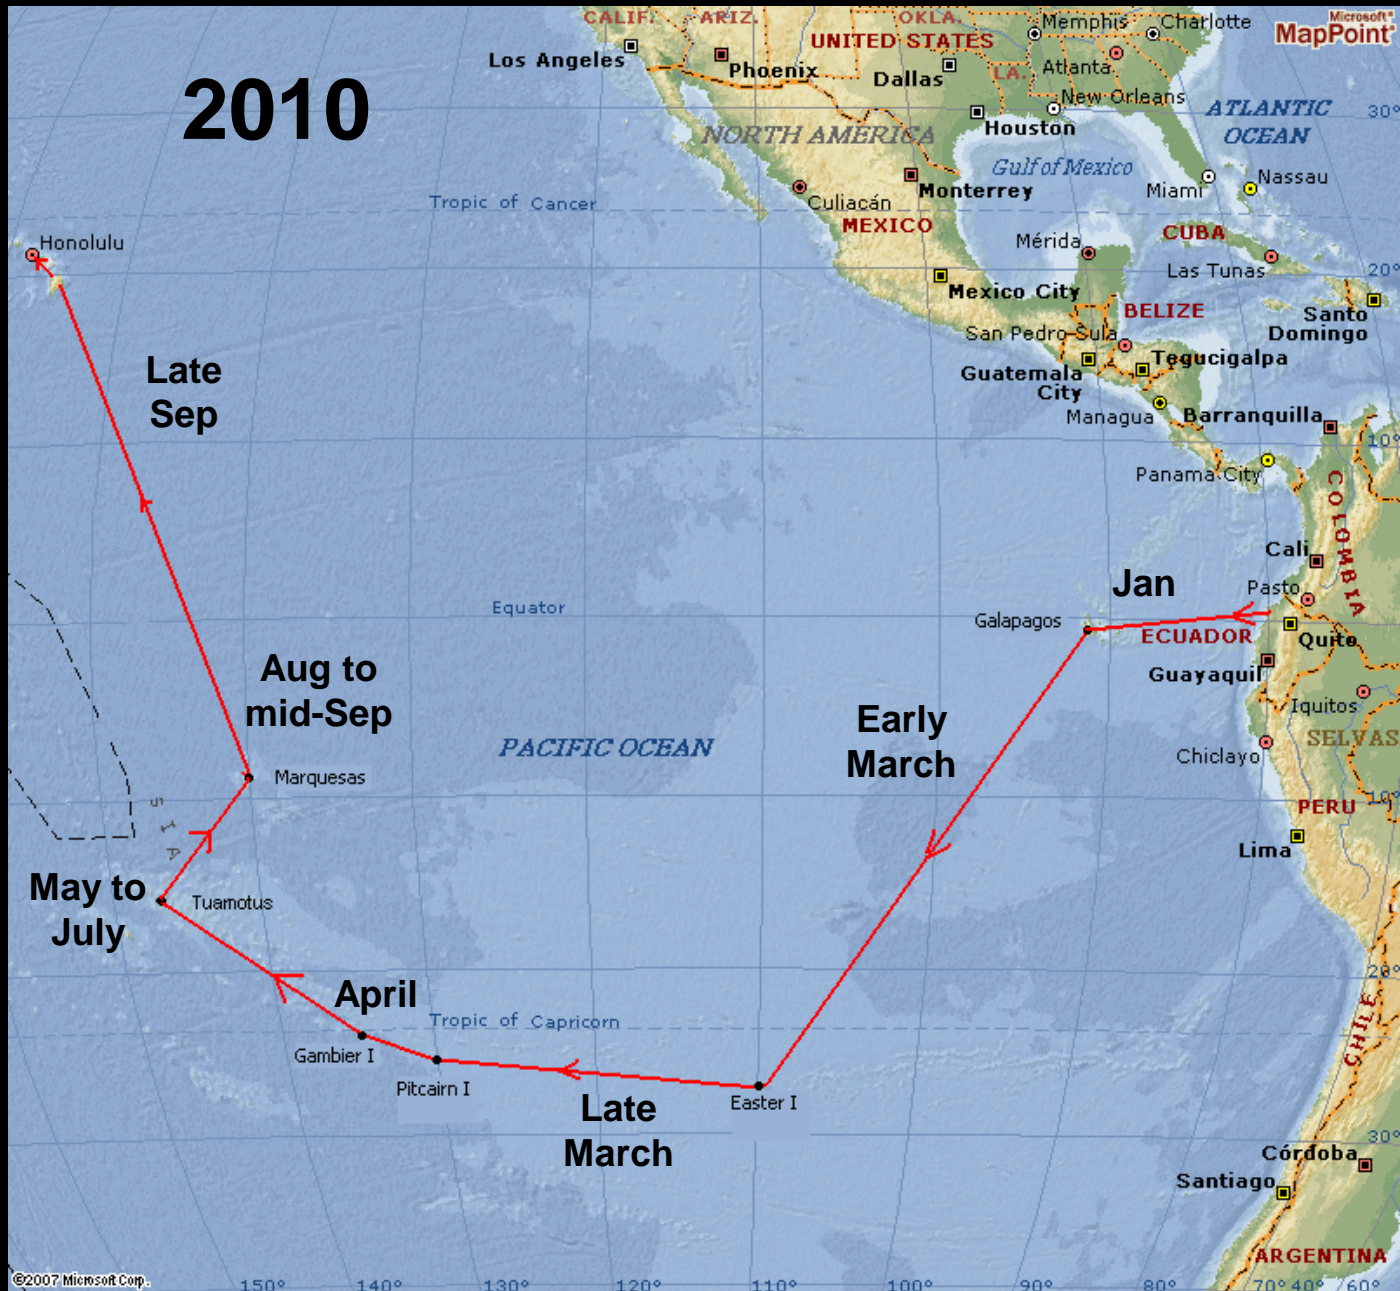 2010
CALIF.
ARIZ.
OKLA.
Memphis
Charlotte
Microsoft®
MapPoint®
Los Angeles
Phoenix
UNITED STATES
Dallas
LA.
Atlanta
New Orleans
Houston
ATLANTIC
OCEAN
30°
NORTH AMERICA
Gulf of Mexico
Miami
Nassau
Monterrey
Culiacán
Tropic of Cancer
MEXICO
Mérida
CUBA
Las Tunas
20°
Honolulu
Mexico City
BELIZE
Santo
Domingo
San Pedro Sula
Tegucigalpa
Guatemala
City
Managua
Barranquilla
10°
Late
Sep
Panama City
COLOMBIA
Cali
Jan
Pasto
Equator
Galapagos
ECUADOR
Quito
Guayaquil
Aug to
mid-Sep
Early
March
Iquitos
SELVAS
PACIFIC OCEAN
Chiclayo
Marquesas
10°
PERU
S I A
Lima
May to
July
Tuamotus
20°
April
Tropic of Capricorn
CHILE
Gambier I
Pitcairn I
Easter I
Late
March
30°
Córdoba
Santiago
ARGENTINA
©2007 Microsoft Corp.
150°
140°
130°
120°
110°
100°
90°
80°
70°
40°
60°